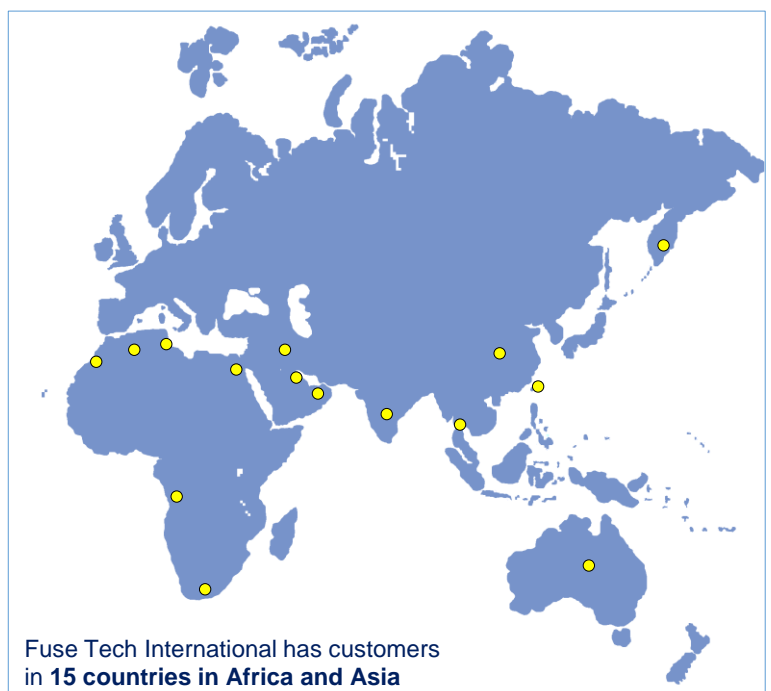 Fuse Tech International has customers
in 15 countries in Africa and Asia